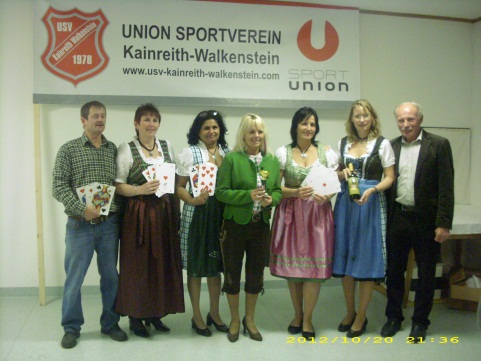 USV
Kainreith Walkenstein
1978
UNION SPORTVEREIN
Kainreith-Walkenstein
www.usv-kainreith-walkenstein.com
SPORT
UNION
2012/10/20 21:36